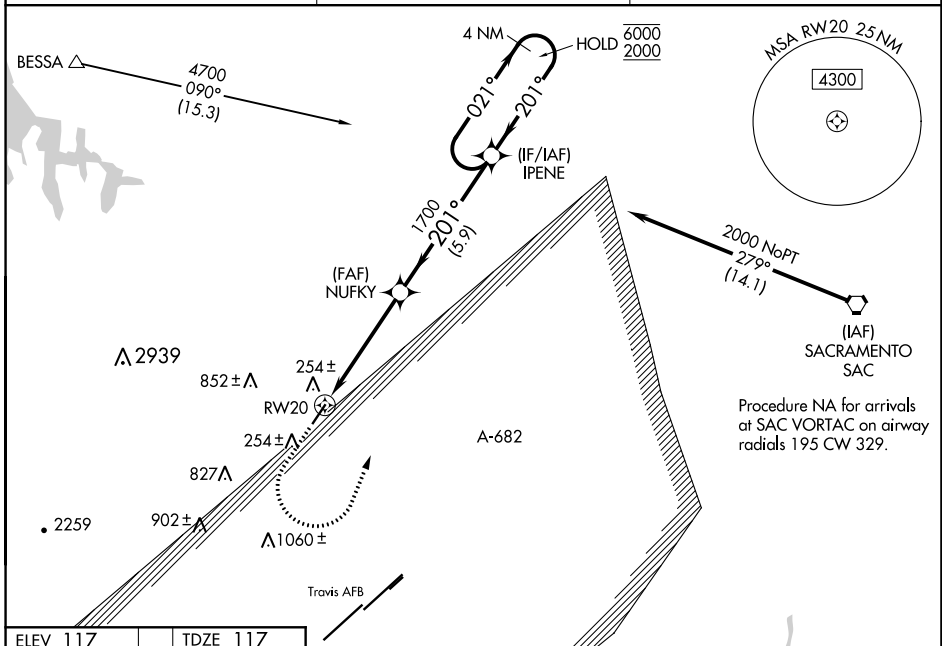 BESSA
4700
090°
(15.3)
4 NM
HOLD 6000
2000
021°
201°
(IF/IAF)
IPENE
MSA RW20 25 NM
4300
1700
201°
(5.9)
(FAF)
NUFKY
2000 NoPT
279°
(14.1)
(IAF)
SACRAMENTO
SAC
Procedure NA for arrivals
at SAC VORTAC on airway
radials 195 CW 329.
2939
852±
254±
RW20
254±
A-682
827
2259
902±
1060±
Travis AFB
ELEV 117
TDZE 117